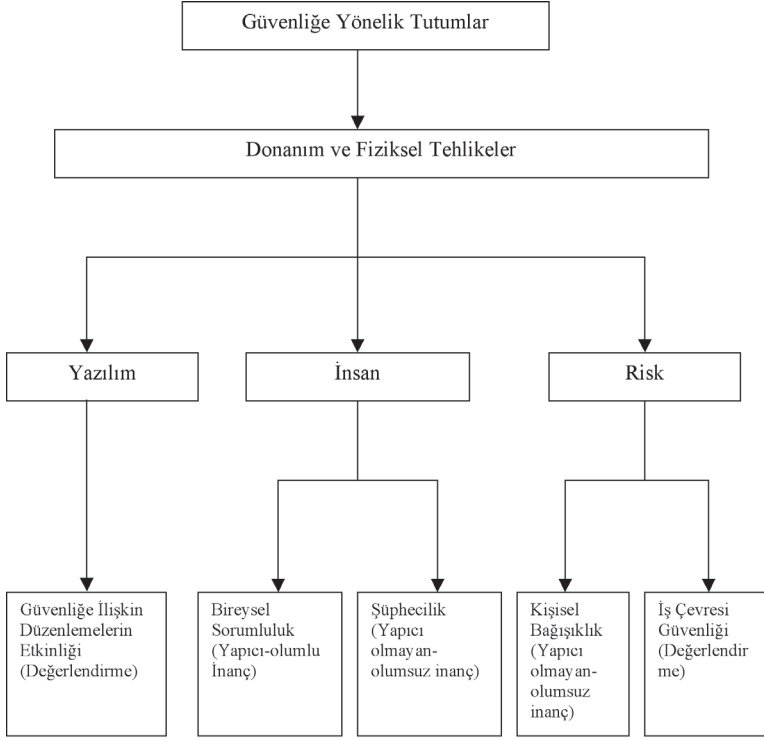 Güvenliğe Yönelik Tutumlar
Donanım ve Fiziksel Tehlikeler
Yazılım
İnsan
Risk
Güvenliğe İlişkin
Düzenlemelerin
Etkinliği
(Değerlendirme)
Bireysel
Sorumluluk
(Yapıcı-olumlu
İnanç)
Şüphecilik
(Yapıcı
olmayan-
olumsuz inanç)
Kişisel
Bağışıklık
(Yapıcı
olmayan-
olumsuz
inanç)
İş Çevresi
Güvenliği
(Değerlendir
me)